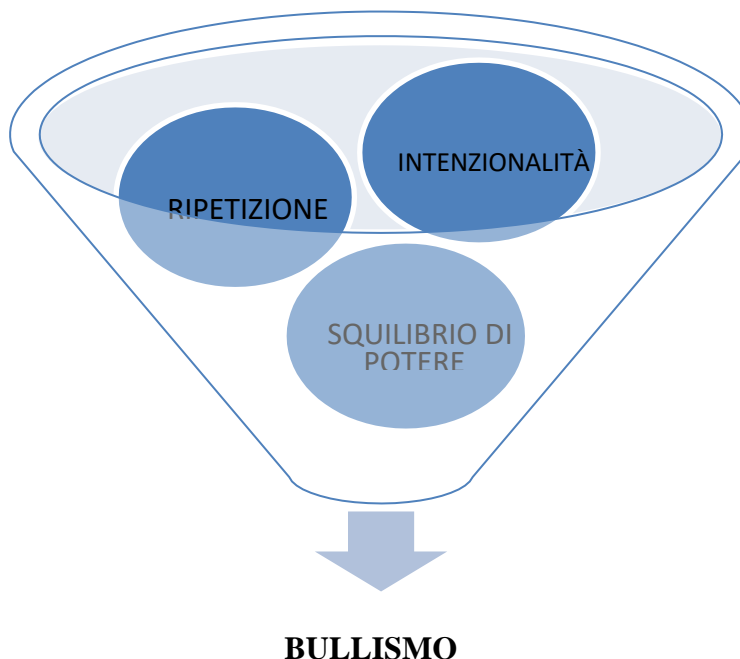 INTENZIONALITÀ
RIPETIZIONE
SQUILIBRIO DI
POTERE
BULLISMO